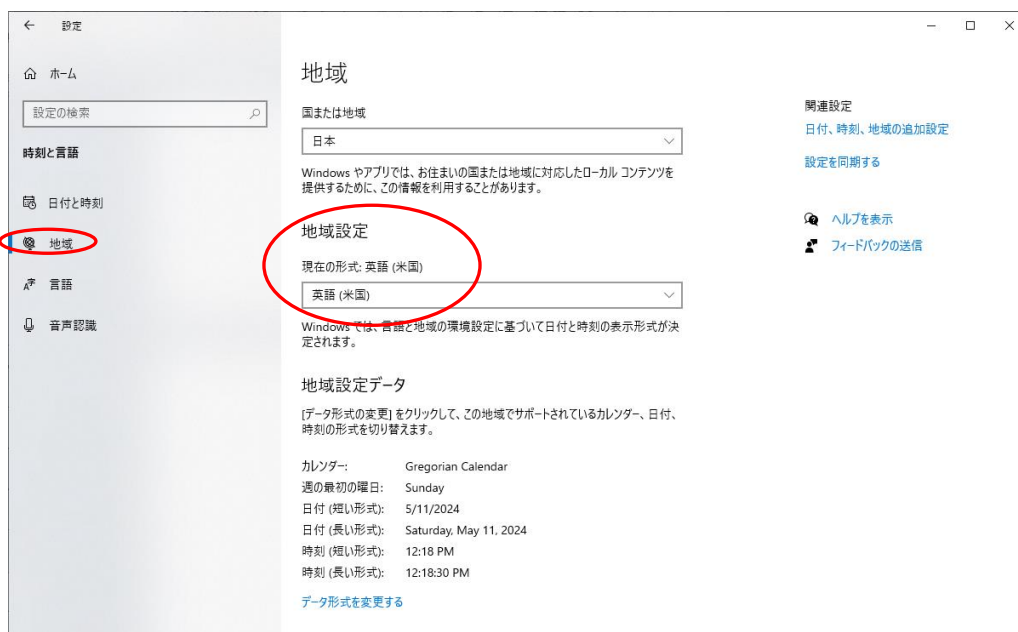 設定
ホーム
設定の検索
時刻と言語
日付と時刻
地域
言語
音声認識
地域
国または地域
日本
Windows やアプリでは、お住まいの国または地域に対応したローカル コンテンツを
提供するために、この情報を利用することがあります。
地域設定
現在の形式: 英語 (米国)
英語 (米国)
Windows では、言語と地域の環境設定に基づいて日付と時刻の表示形式が決
定されます。
地域設定データ
[データ形式の変更] をクリックして、この地域でサポートされているカレンダー、日付、
時刻の形式を切り替えます。
カレンダー: Gregorian Calendar
週の最初の曜日: Sunday
日付 (短い形式): 5/11/2024
日付 (長い形式): Saturday, May 11, 2024
時刻 (短い形式): 12:18 PM
時刻 (長い形式): 12:18:30 PM
データ形式を変更する
関連設定
日付、時刻、地域の追加設定
設定を同期する
ヘルプを表示
フィードバックの送信